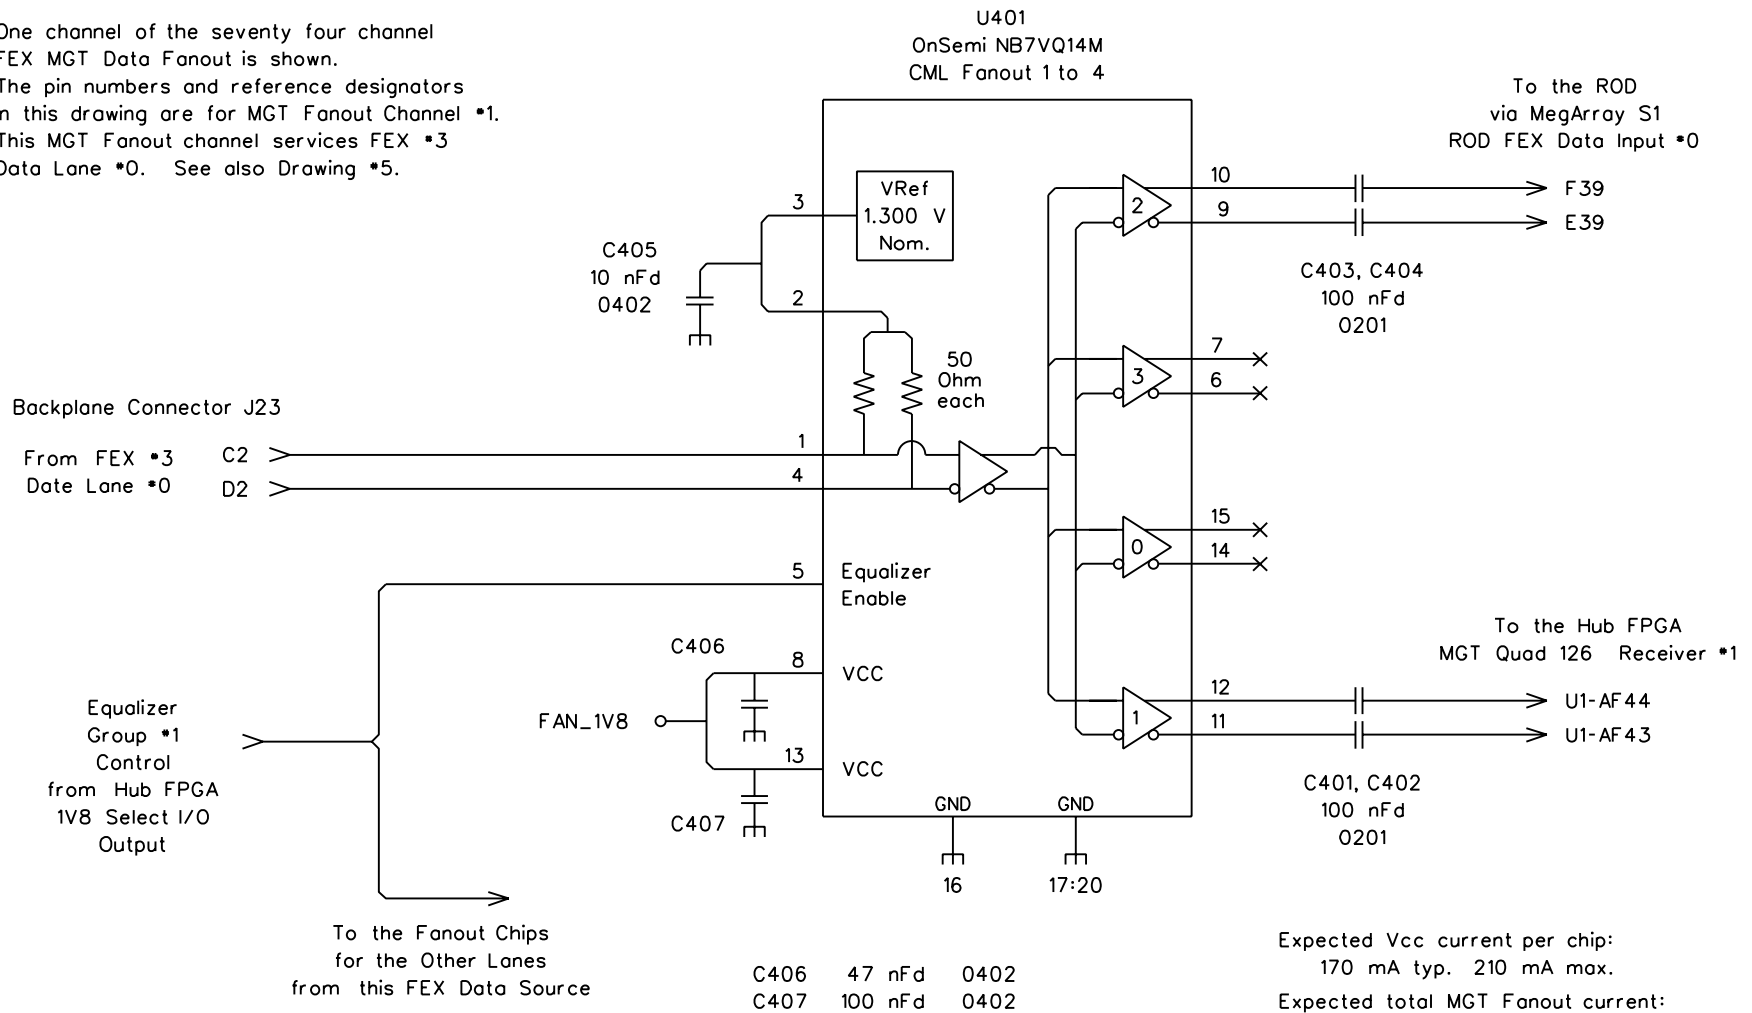 One channel of the seventy four channel
FEX MGT Data Fanout is shown.
The pin numbers and reference designators
in this drawing are for MGT Fanout Channel *1.
This MGT Fanout channel services FEX *3
Data Lane *0. See also Drawing *5.
U401
OnSemi NB7VQ14M
CML Fanout 1 to 4
To the ROD
via MegArray S1
ROD FEX Data Input *0
VRef
1.300 V
Nom.
3
2
C405
10 nFd
0402
50
Ohm
each
2
10
9
F39
E39
C403, C404
100 nFd
0201
3
7
6
Backplane Connector J23
From FEX *3
Date Lane *0
C2
D2
1
4
0
15
14
5
Equalizer
Enable
C406
8
VCC
FAN_1V8
13
VCC
C407
To the Hub FPGA
MGT Quad 126 Receiver *1
1
12
11
U1-AF44
U1-AF43
C401, C402
100 nFd
0201
GND
GND
16
17:20
Equalizer
Group *1
Control
from Hub FPGA
1V8 Select I/O
Output
To the Fanout Chips
for the Other Lanes
from this FEX Data Source
C406 47 nFd 0402
C407 100 nFd 0402
Expected Vcc current per chip:
170 mA typ. 210 mA max.
Expected total MGT Fanout current: